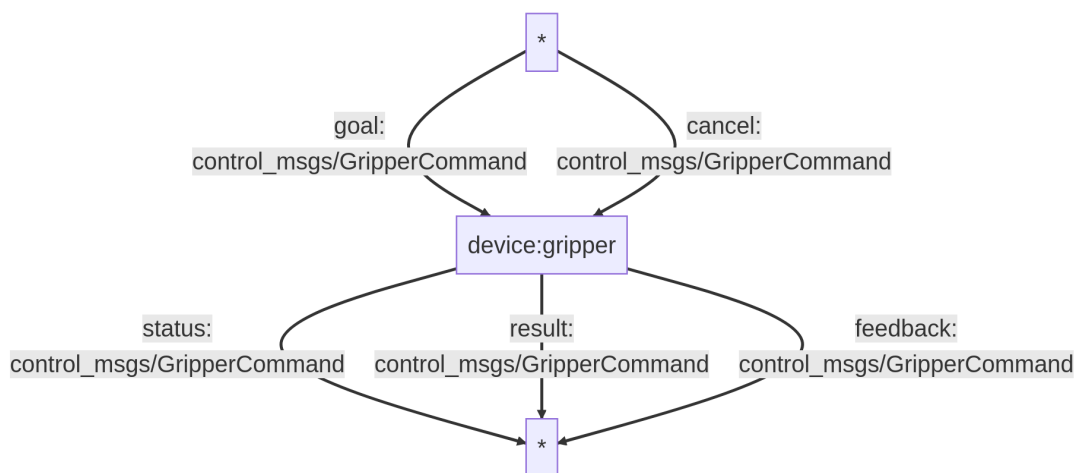 *
goal:
control_msgs/GripperCommand
cancel:
control_msgs/GripperCommand
device:gripper
status:
control_msgs/GripperCommand
result:
control_msgs/GripperCommand
feedback:
control_msgs/GripperCommand
*